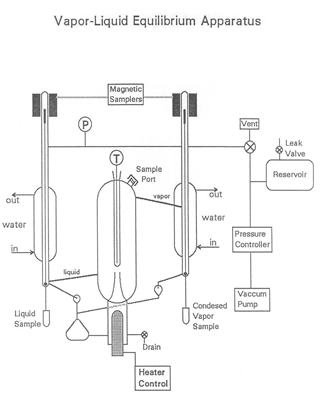 Vapor-Liquid Equilibrium Apparatus
Magnetic
Samplers
P
Vent
T
Leak
Valve
Sample
Port
Reservoir
out
vapor
out
water
water
in
in
Pressure
Controller
liquid
Liquid
Sample
Condesed
Vapor
Sample
Vaccum
Pump
Drain
Heater
Control